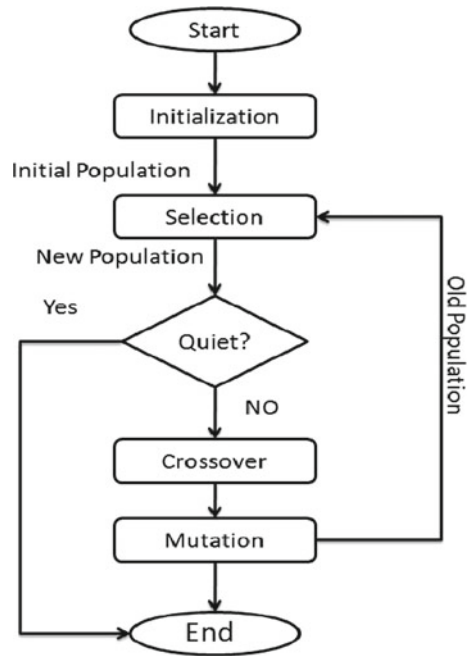 Start
Initialization
Initial Population
Selection
New Population
Yes
Quiet?
Old Population
NO
Crossover
Mutation
End